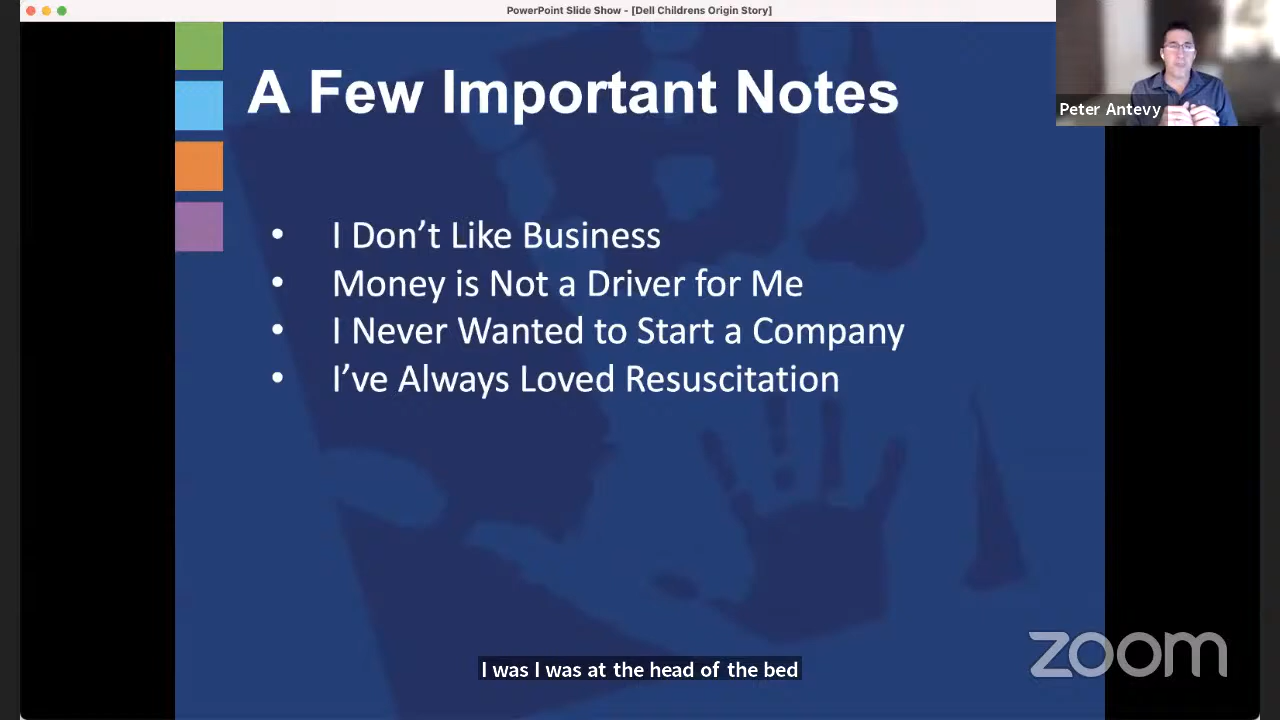 PowerPoint Slide Show - [Dell Childrens Origin Story]
Peter Antevy
A Few Important Notes
• I Don’t Like Business
• Money is Not a Driver for Me
• I Never Wanted to Start a Company
• I’ve Always Loved Resuscitation
zoom
I was I was at the head of the bed